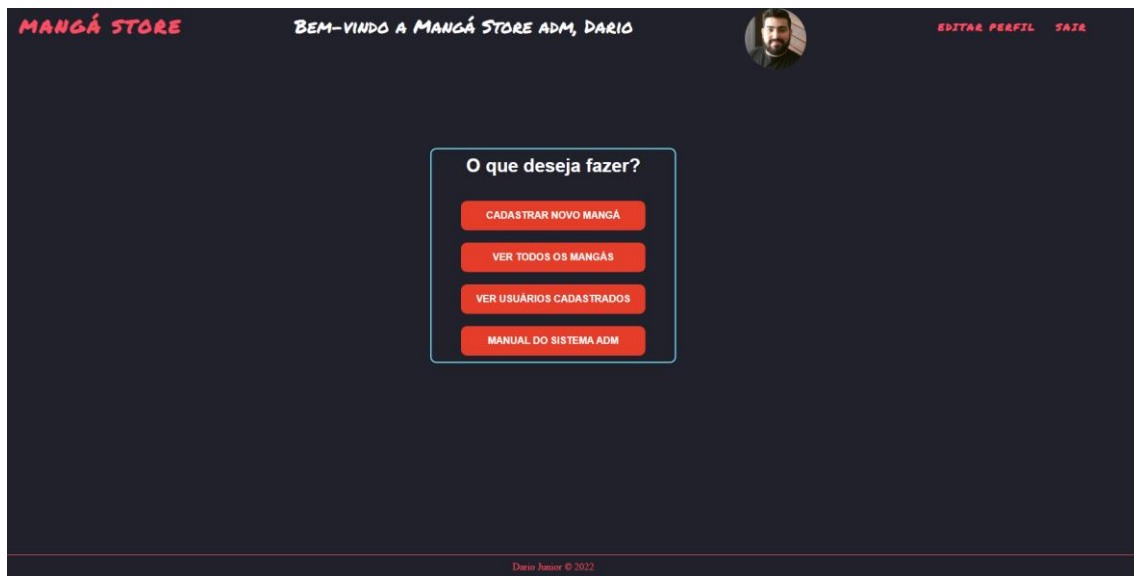 MANGÁ STORE
BEM-VINDO A MANGÁ STORE ADM, DARIO
EDITAR PERFIL SAIR
O que deseja fazer?
CADASTRAR NOVO MANGÁ
VER TODOS OS MANGÁS
VER USUÁRIOS CADASTRADOS
MANUAL DO SISTEMA ADM
Dario Junior © 2022